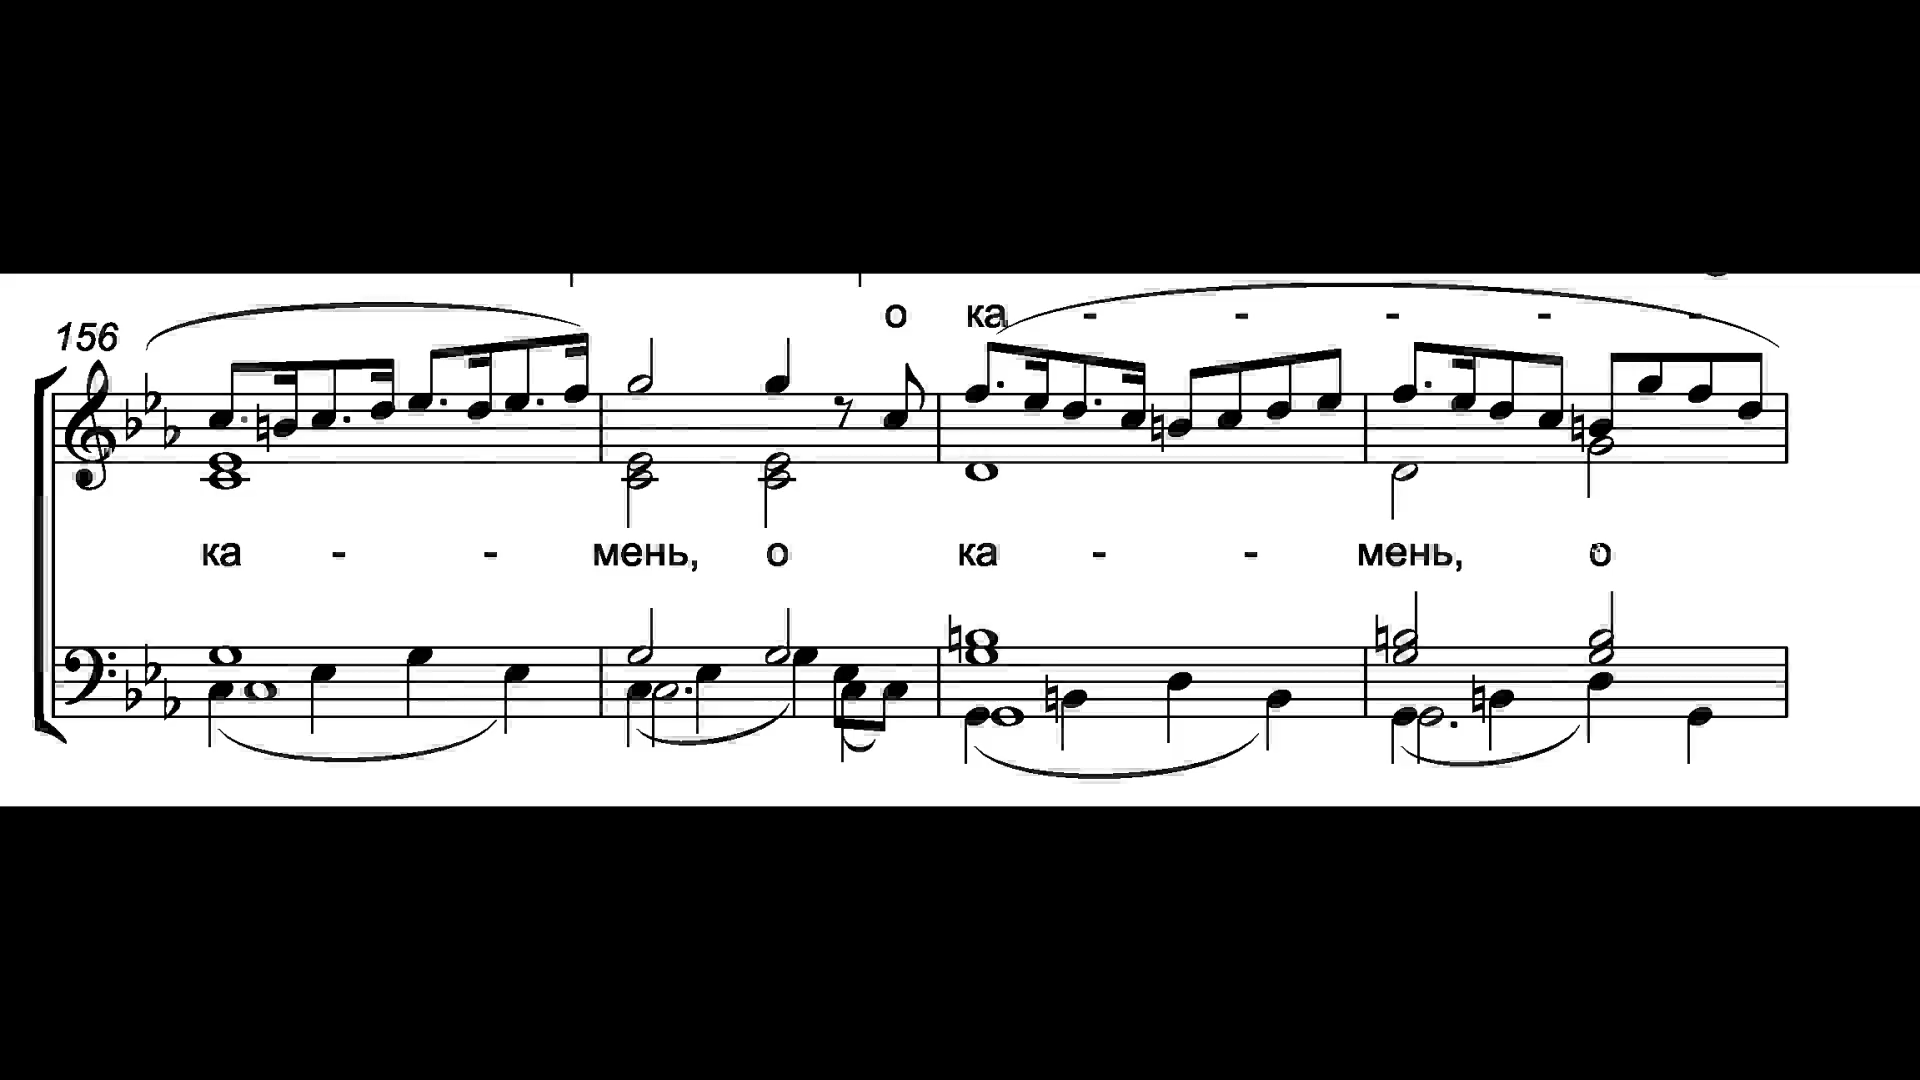 о ка - - - - -
156
ка - - мень, о ка - - мень, о